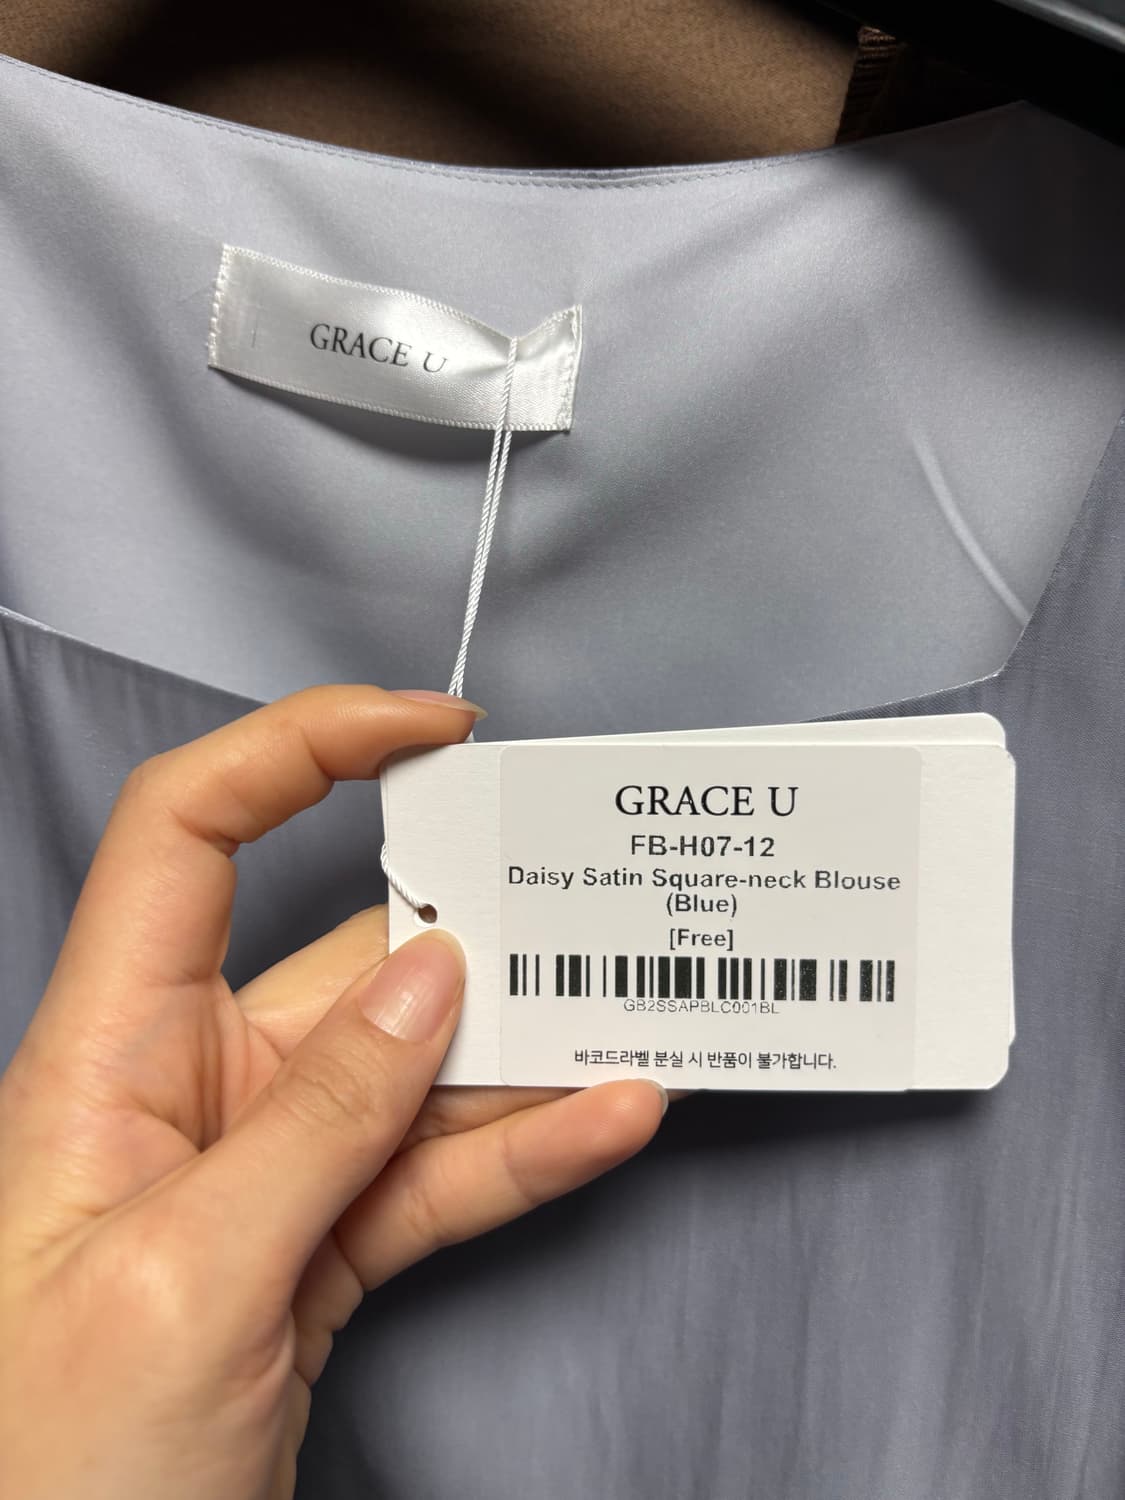 GRACE U
GRACE U
FB-H07-12
Daisy Satin Square-neck Blouse
(Blue)
[Free]
GB2SSAPBLC001BL
바코드라벨 분실 시 반품이 불가합니다.